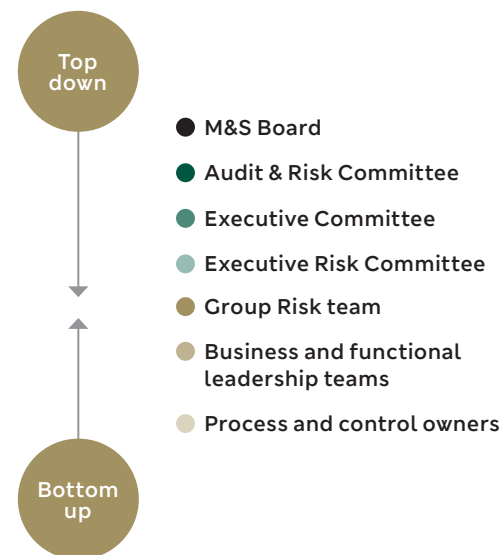 Top
down
M&S Board
Audit & Risk Committee
Executive Committee
Executive Risk Committee
Group Risk team
Business and functional
leadership teams
Process and control owners
Bottom
up